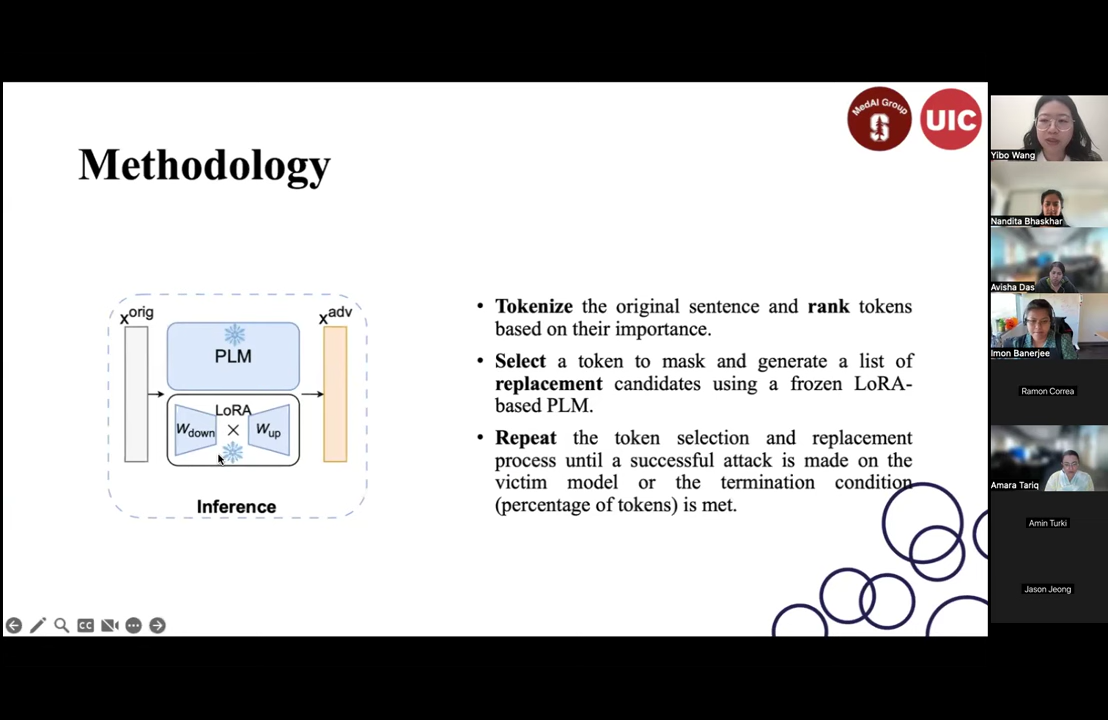 MedAI Group
S
UIC
Methodology
x^orig
x^adv
PLM
LoRA
W_down × W_up
Inference
• Tokenize the original sentence and rank tokens
based on their importance.
• Select a token to mask and generate a list of
replacement candidates using a frozen LoRA-
based PLM.
• Repeat the token selection and replacement
process until a successful attack is made on the
victim model or the termination condition
(percentage of tokens) is met.
CC
Yibo Wang
Nandita Bhaskhar
Avisha Das
Imon Banerjee
Ramon Correa
Amara Tariq
Amin Turki
Jason Jeong